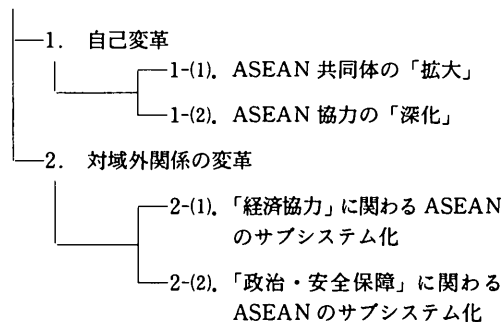 1. 自己変革
1-(1). ASEAN 共同体の「拡大」
1-(2). ASEAN 協力の「深化」
2. 対域外関係の変革
2-(1). 「経済協力」に関わる ASEAN
のサブシステム化
2-(2). 「政治・安全保障」に関わる
ASEAN のサブシステム化